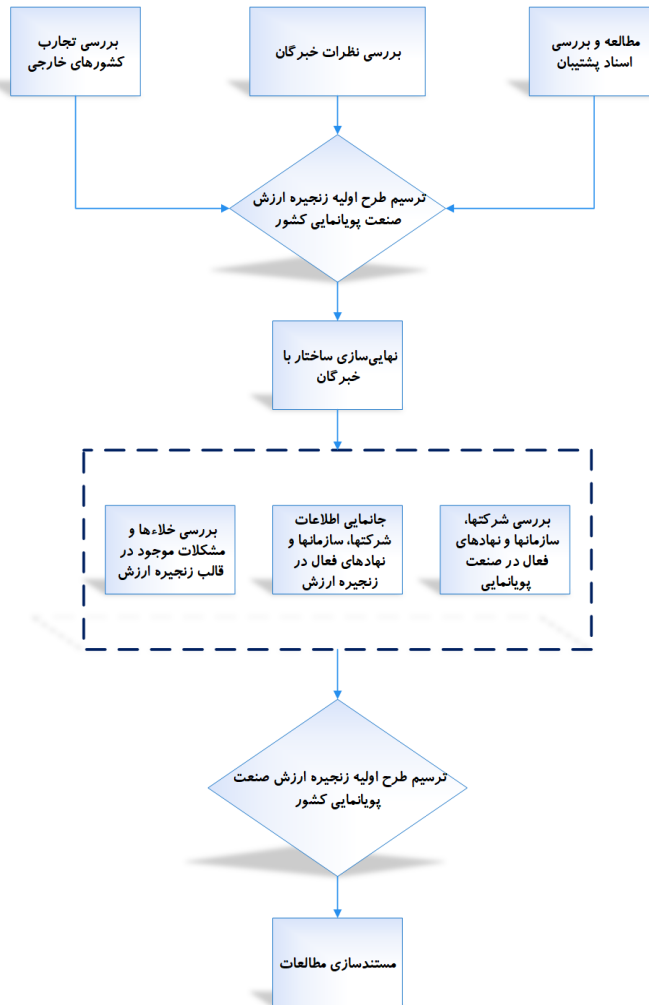 مطالعه و بررسی
اسناد پشتیبان
بررسی نظرات خبرگان
بررسی تجارب
کشورهای خارجی
ترسیم طرح اولیه زنجیره ارزش
صنعت پویانمایی کشور
نهایی‌سازی ساختار با
خبرگان
بررسی شرکتها،
سازمانها و نهادهای
فعال در صنعت
پویانمایی
جانمایی اطلاعات
شرکتها، سازمانها و
نهادهای فعال در
زنجیره ارزش
بررسی خلاءها و
مشکلات موجود در
قالب زنجیره ارزش
ترسیم طرح اولیه زنجیره ارزش صنعت
پویانمایی کشور
مستندسازی مطالعات